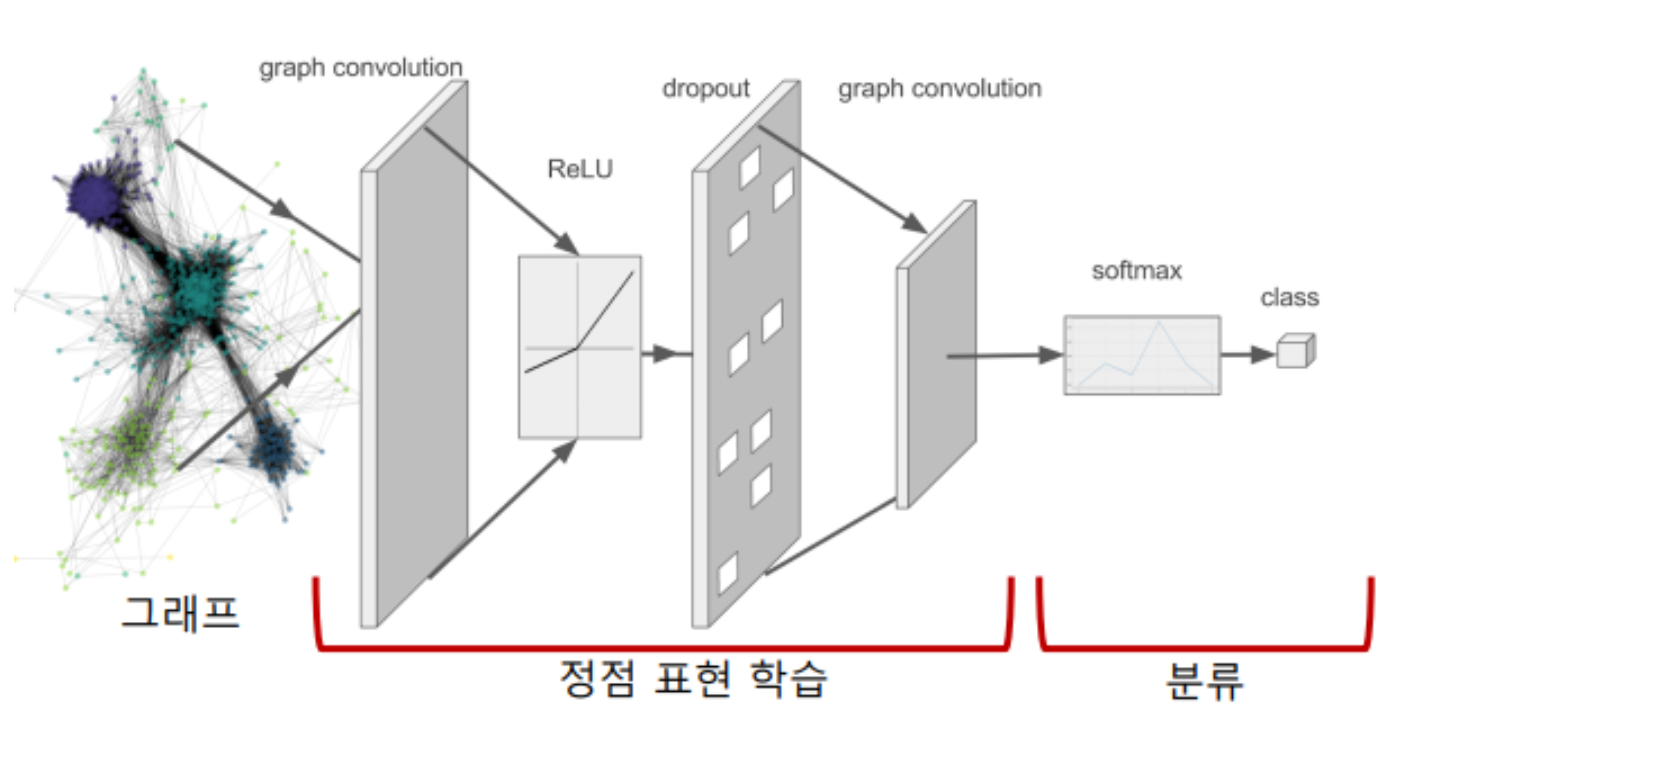 graph convolution
ReLU
dropout
graph convolution
softmax
class
그래프
정점 표현 학습
분류